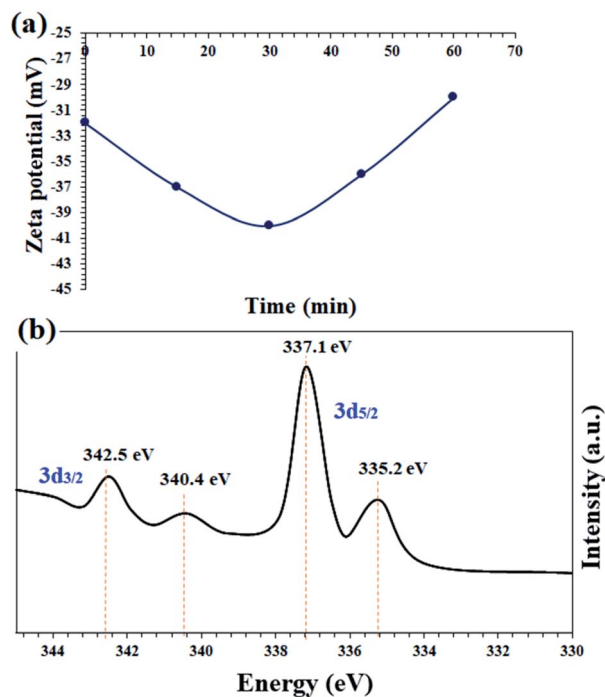 (a)
-25
0 10 20 30 40 50 60 70
-27
-29
-31
-33
-35
-37
-39
-41
-43
-45
Zeta potential (mV)
Time (min)
(b)
337.1 eV
3d5/2
342.5 eV
3d3/2
340.4 eV
335.2 eV
Intensity (a.u.)
344 342 340 338 336 334 332 330
Energy (eV)